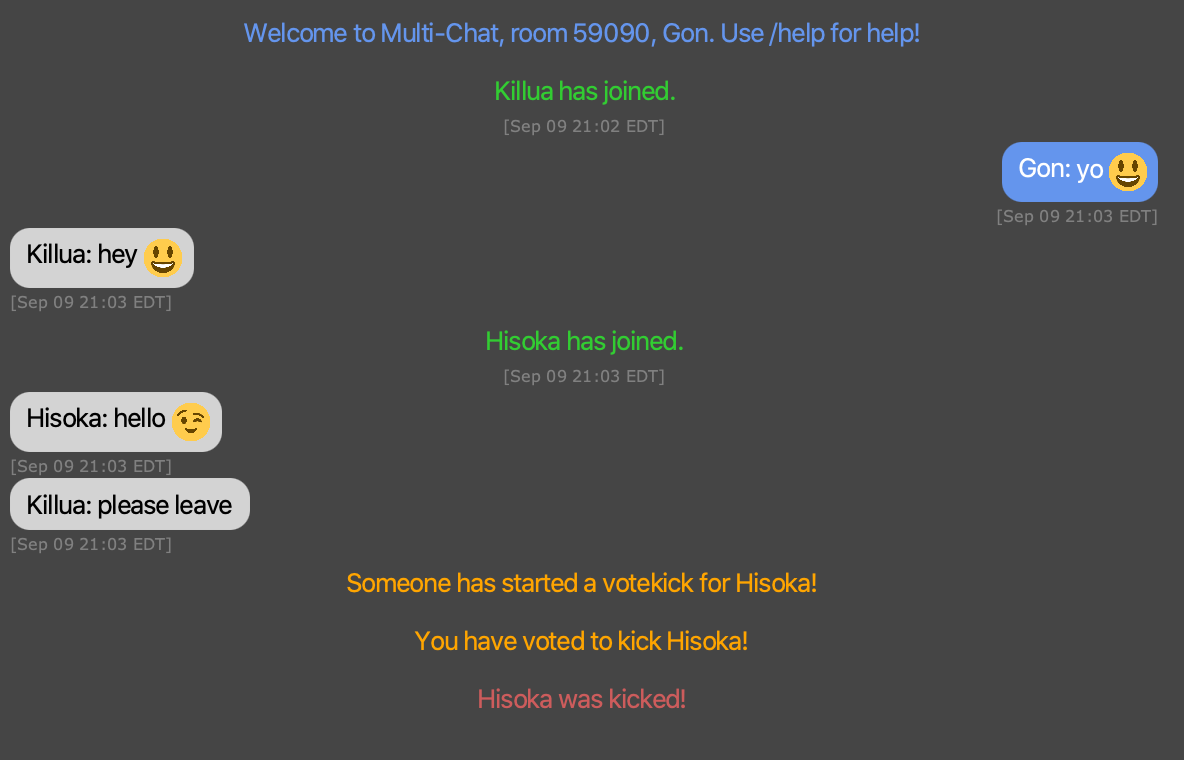 Welcome to Multi-Chat, room 59090, Gon. Use /help for help!
Killua has joined.
[Sep 09 21:02 EDT]
Gon: yo 😃
[Sep 09 21:03 EDT]
Killua: hey 😃
[Sep 09 21:03 EDT]
Hisoka has joined.
[Sep 09 21:03 EDT]
Hisoka: hello 😉
[Sep 09 21:03 EDT]
Killua: please leave
[Sep 09 21:03 EDT]
Someone has started a votekick for Hisoka!
You have voted to kick Hisoka!
Hisoka was kicked!